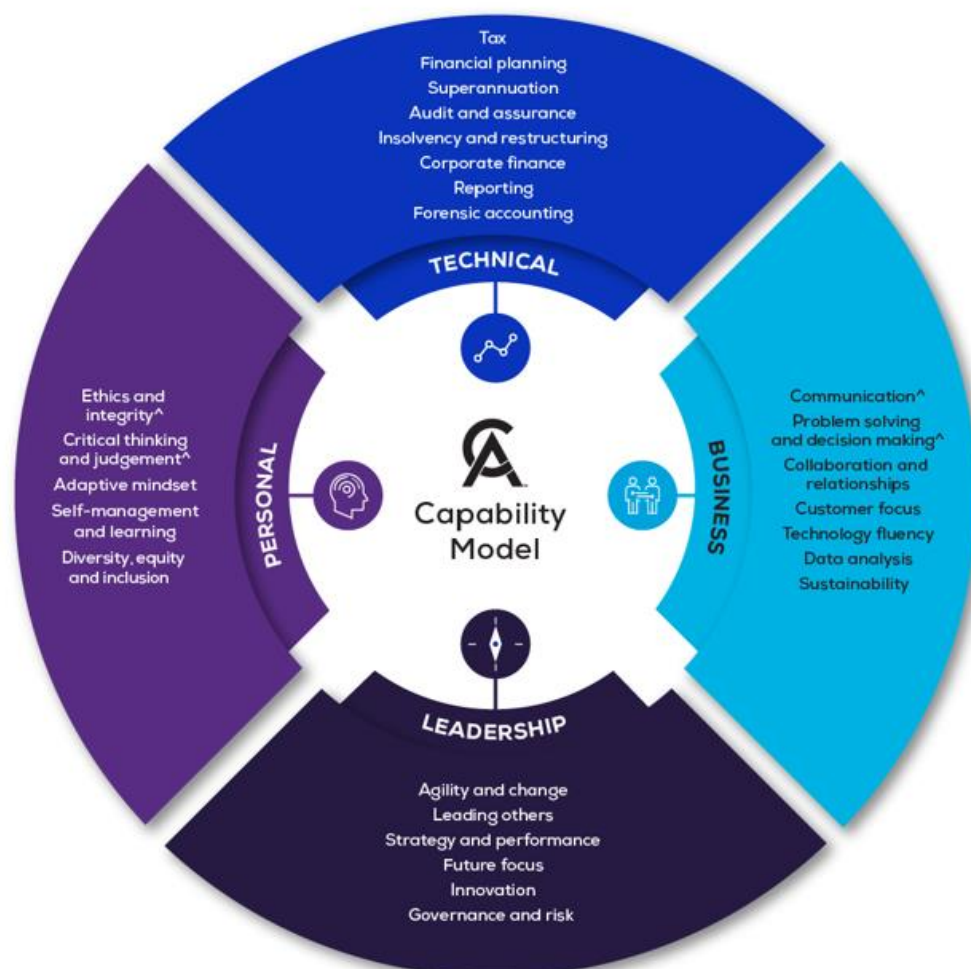 Tax
Financial planning
Superannuation
Audit and assurance
Insolvency and restructuring
Corporate finance
Reporting
Forensic accounting
TECHNICAL
Ethics and
integrity^
Critical thinking
and judgement^
Adaptive mindset
Self-management
and learning
Diversity, equity
and inclusion
PERSONAL
CA
Capability
Model
BUSINESS
Communication^
Problem solving
and decision making^
Collaboration and
relationships
Customer focus
Technology fluency
Data analysis
Sustainability
LEADERSHIP
Agility and change
Leading others
Strategy and performance
Future focus
Innovation
Governance and risk